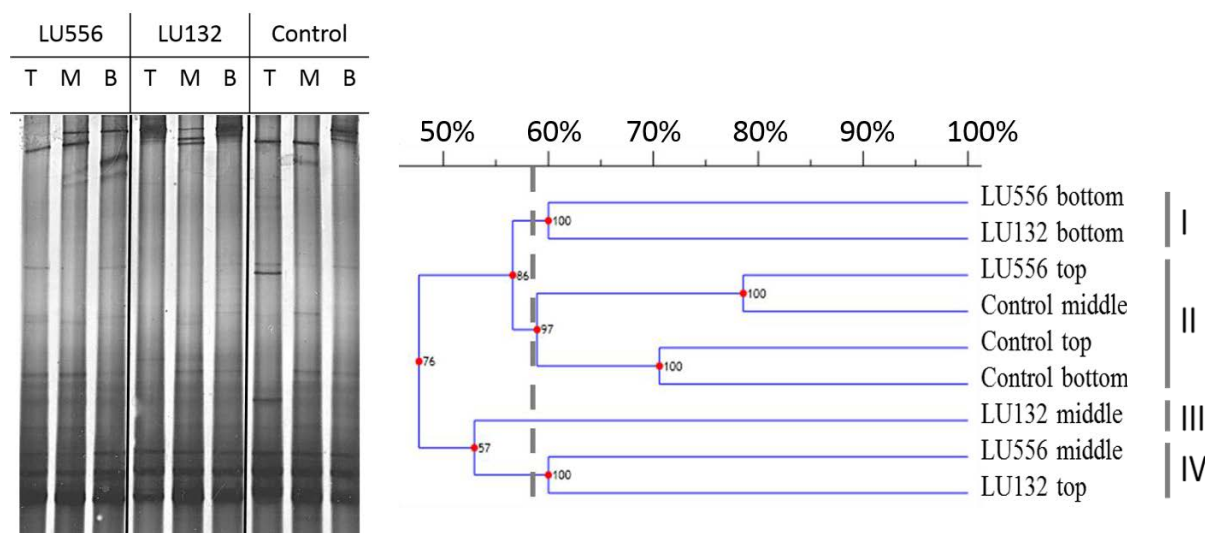 LU556 LU132 Control
T M B T M B T M B
50% 60% 70% 80% 90% 100%
LU556 bottom
100
LU132 bottom
I
LU556 top
86
100
Control middle
97
Control top
100
Control bottom
II
76
LU132 middle
III
57
LU556 middle
100
LU132 top
IV